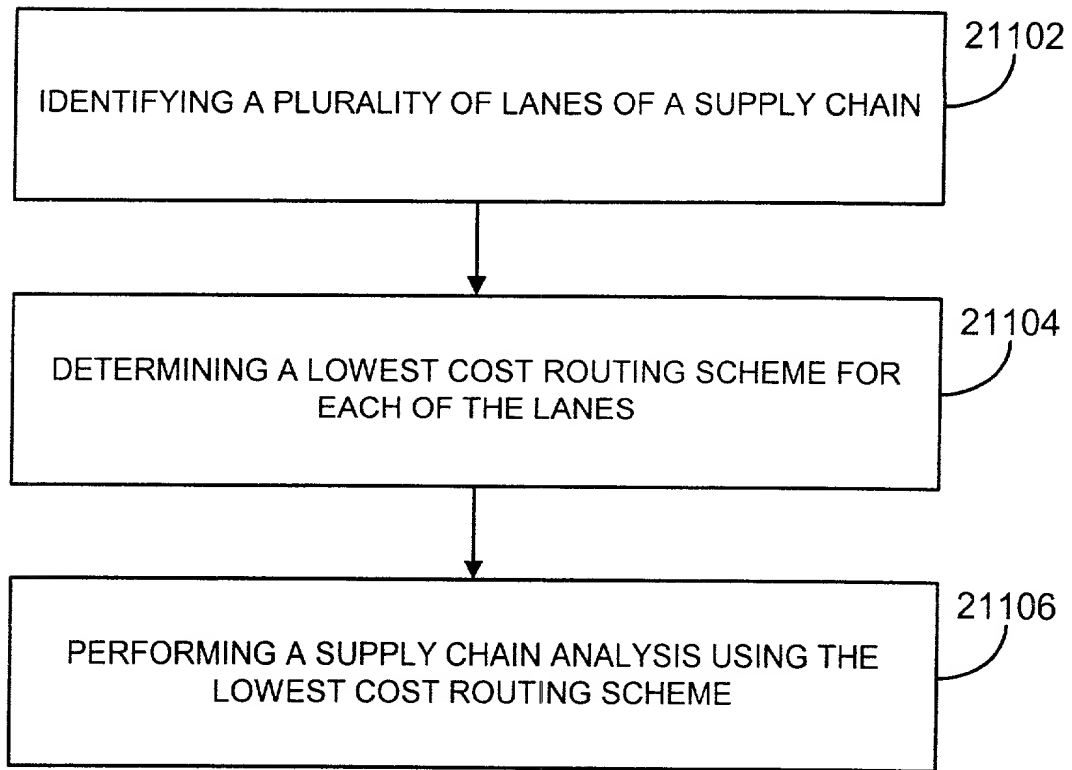 21102
IDENTIFYING A PLURALITY OF LANES OF A SUPPLY CHAIN
21104
DETERMINING A LOWEST COST ROUTING SCHEME FOR
EACH OF THE LANES
21106
PERFORMING A SUPPLY CHAIN ANALYSIS USING THE
LOWEST COST ROUTING SCHEME